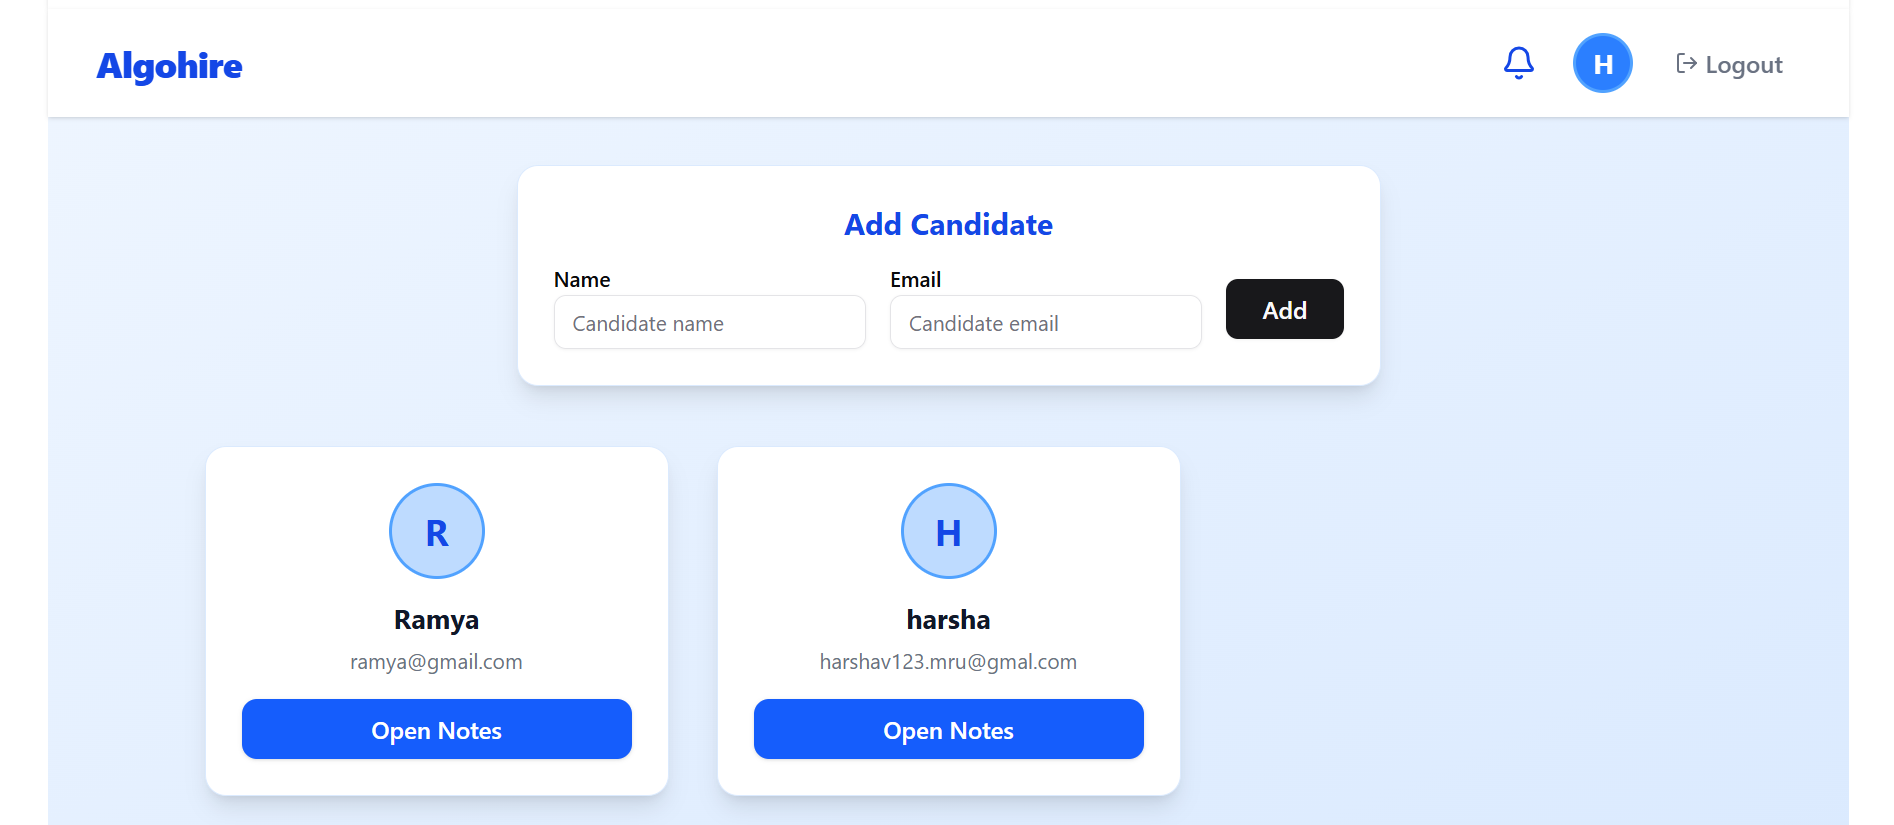 Algohire
H
Logout
Add Candidate
Name
Email
Candidate name
Candidate email
Add
R
H
Ramya
harsha
ramya@gmail.com
harshav123.mru@gmal.com
Open Notes
Open Notes